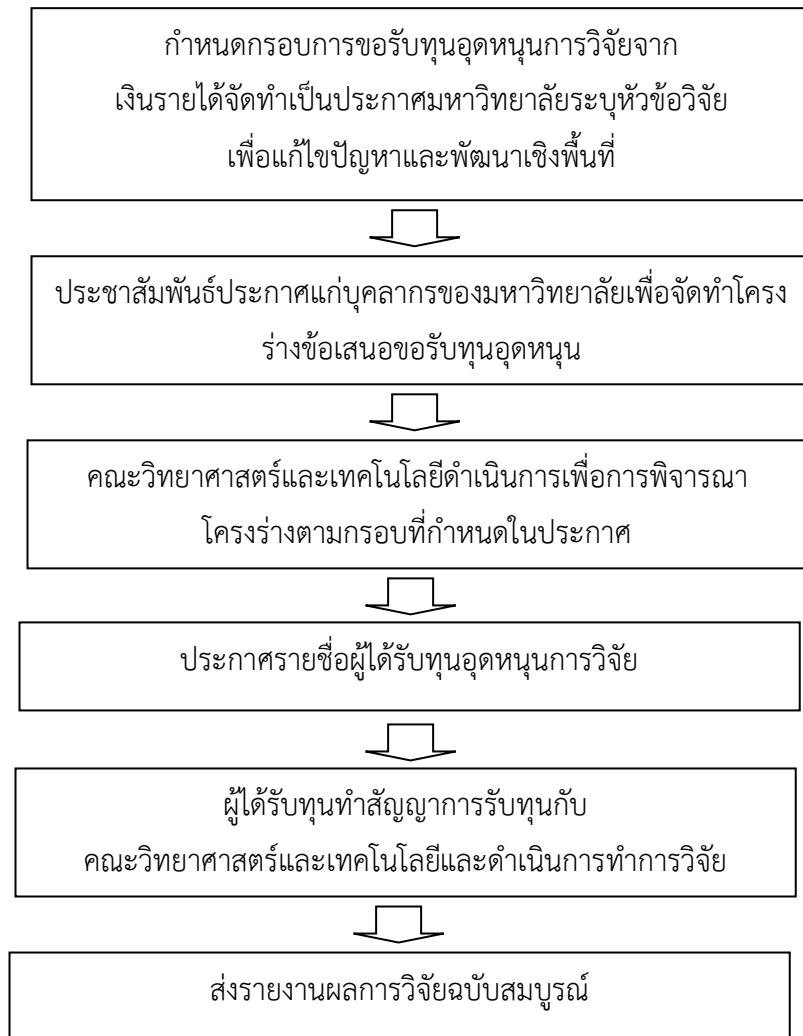 กำหนดกรอบการขอรับทุนอุดหนุนการวิจัยจาก
เงินรายได้จัดทำเป็นประกาศมหาวิทยาลัยระบุหัวข้อวิจัย
เพื่อแก้ไขปัญหาและพัฒนาเชิงพื้นที่
ประชาสัมพันธ์ประกาศแก่บุคลากรของมหาวิทยาลัยเพื่อจัดทำโครง
ร่างข้อเสนอขอรับทุนอุดหนุน
คณะวิทยาศาสตร์และเทคโนโลยีดำเนินการเพื่อการพิจารณา
โครงร่างตามกรอบที่กำหนดในประกาศ
ประกาศรายชื่อผู้ได้รับทุนอุดหนุนการวิจัย
ผู้ได้รับทุนทำสัญญาการรับทุนกับ
คณะวิทยาศาสตร์และเทคโนโลยีและดำเนินการทำการวิจัย
ส่งรายงานผลการวิจัยฉบับสมบูรณ์